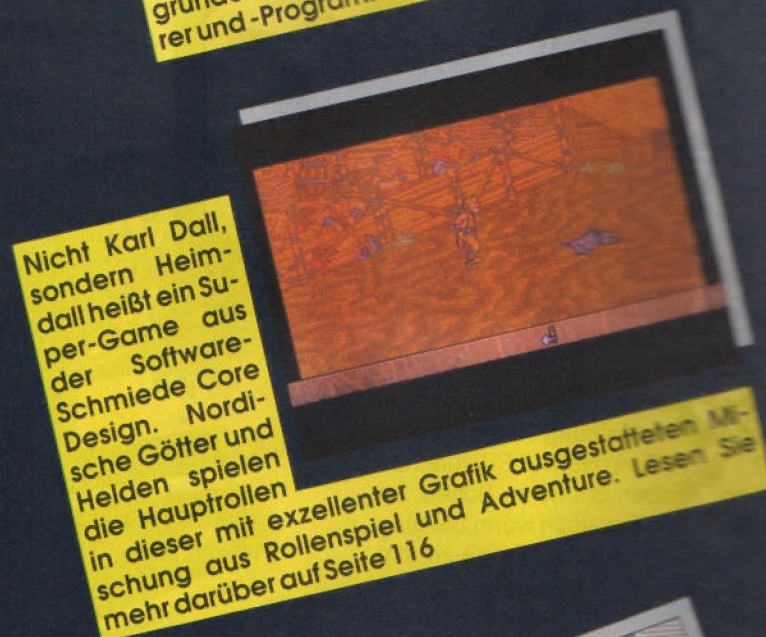 rer und -Program
Nicht Karl Dall,
sondern Heim-
dall heißt ein Su-
per-Game aus
der Software-
Schmiede Core
Design. Nordi-
sche Götter und
Helden spielen
die Hauptrollen
in dieser mit exzellenter Grafik ausgestatteten Mi-
schung aus Rollenspiel und Adventure. Lesen Sie
mehr darüber auf Seite 116